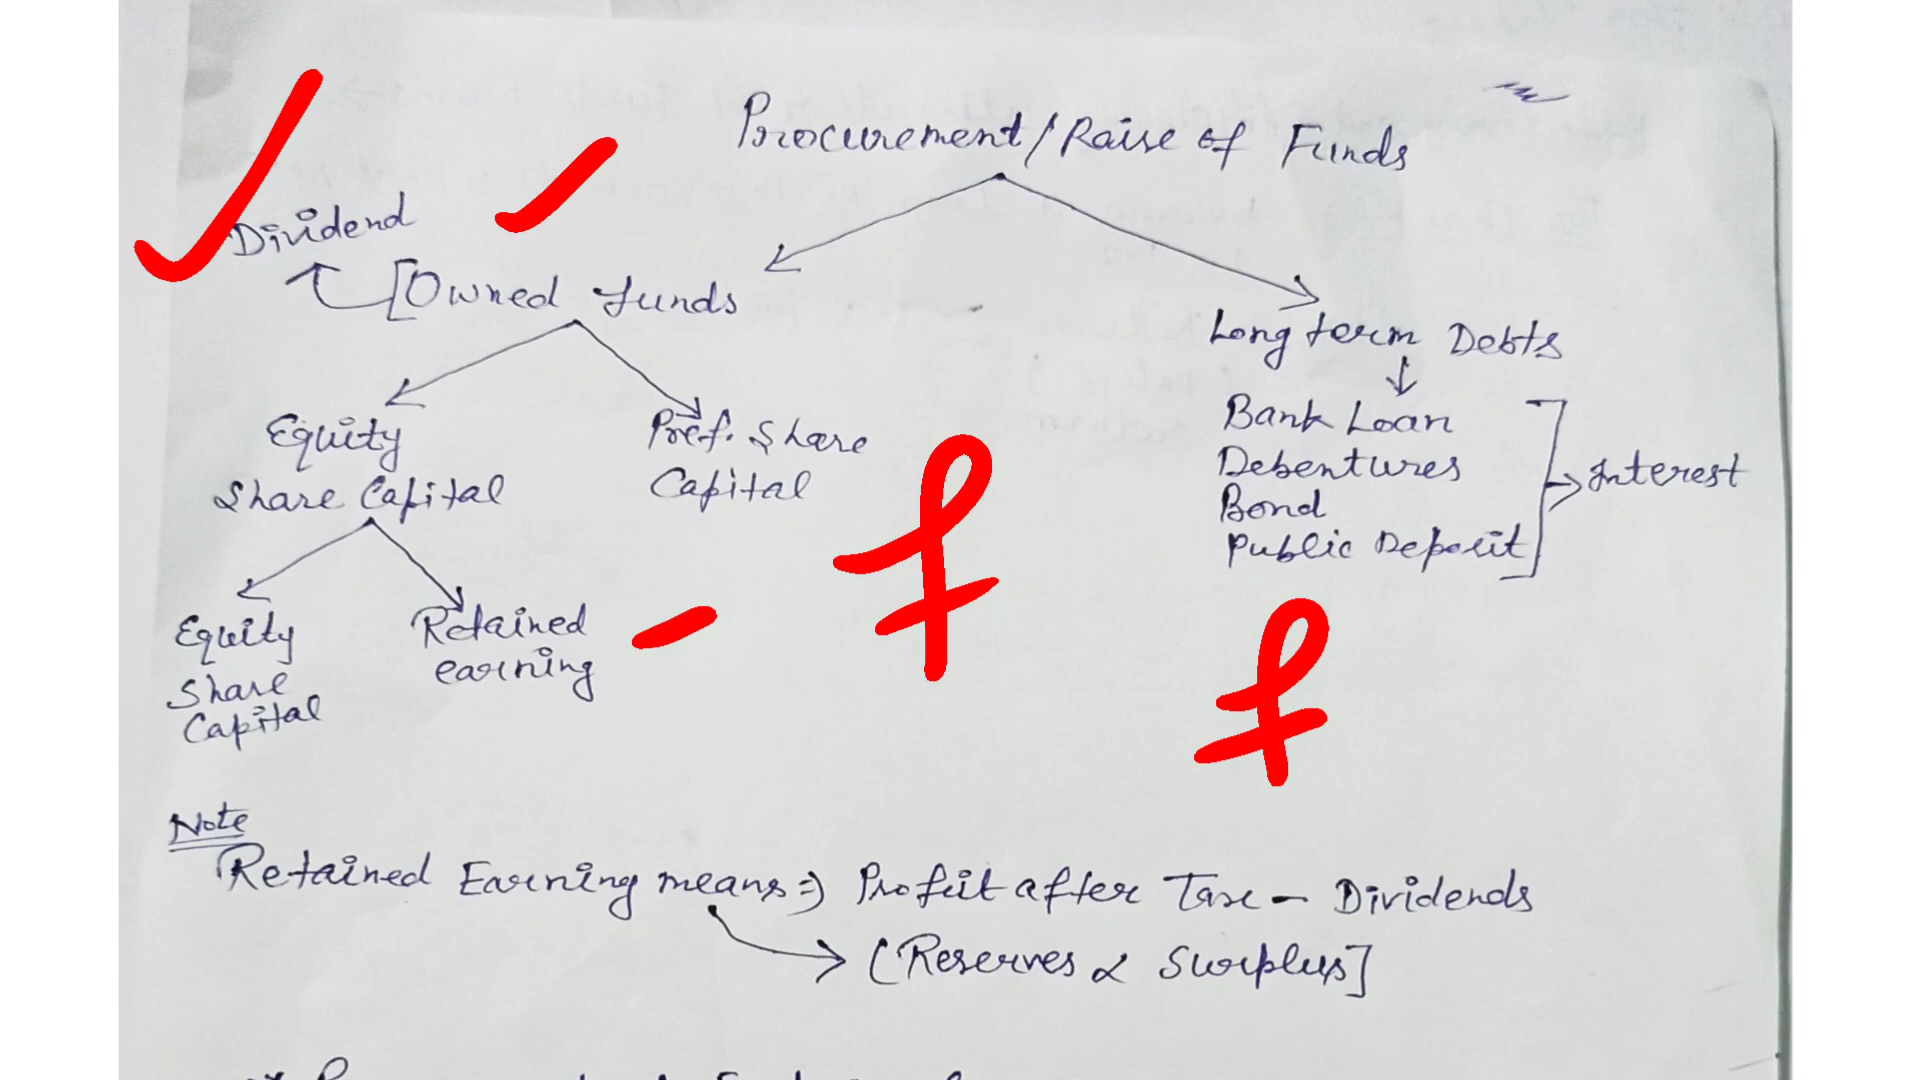 Procurement/Raise of Funds
Dividend
[Owned funds
Long term Debts
Equity
Share Capital
Pref. Share
Capital
Bank Loan
Debentures
Bond
Public Deposit
Interest
Equity
Share
Capital
Retained
earning
Note
Retained Earning means => Profit after Tax - Dividends
[Reserves & Surplus]